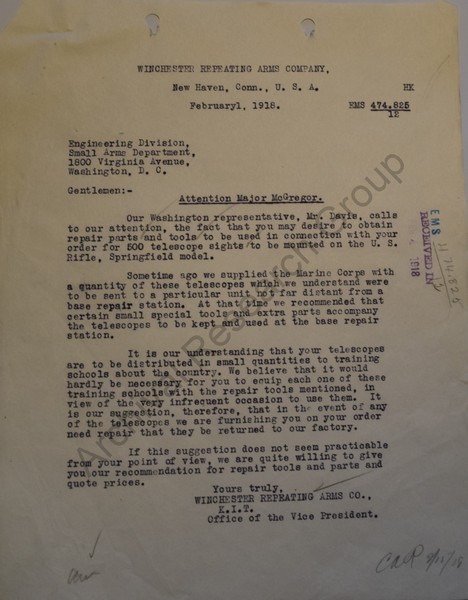 WINCHESTER REPEATING ARMS COMPANY,
New Haven, Conn., U. S. A. HK
February1, 1918. EMS 474.825
12
Engineering Division,
Small Arms Department,
1800 Virginia Avenue,
Washington, D. C.
Gentlemen:-
Attention Major McGregor.
Our Washington representative, Mr. Davis, calls
to our attention, the fact that you may desire to obtain
repair parts and tools to be used in connection with your
order for 500 telescope sights to be mounted on the U. S.
Rifle, Springfield model.
Sometime ago we supplied the Marine Corps with
a quantity of these telescopes which we understand were
to be sent to a particular unit not far distant from a
base repair station. At that time we recommended that
certain small special tools and extra parts accompany
the telescopes to be kept and used at the base repair
station.
It is our understanding that your telescopes
are to be distributed in small quantities to training
schools about the country. We believe that it would
hardly be necessary for you to equip each one of these
training schools with the repair tools mentioned, in
view of the very infrequent occasion to use them. It
is our suggestion, therefore, that in the event of any
of the telescopes we are furnishing you on your order
need repair that they be returned to our factory.
If this suggestion does not seem practicable
from your point of view, we are quite willing to give
you our recommendation for repair tools and parts and
quote prices.
Yours truly,
WINCHESTER REPEATING ARMS CO.,
K.I.T.
Office of the Vice President.
EMS
RECEIVED IN
1918
Archival Research Group